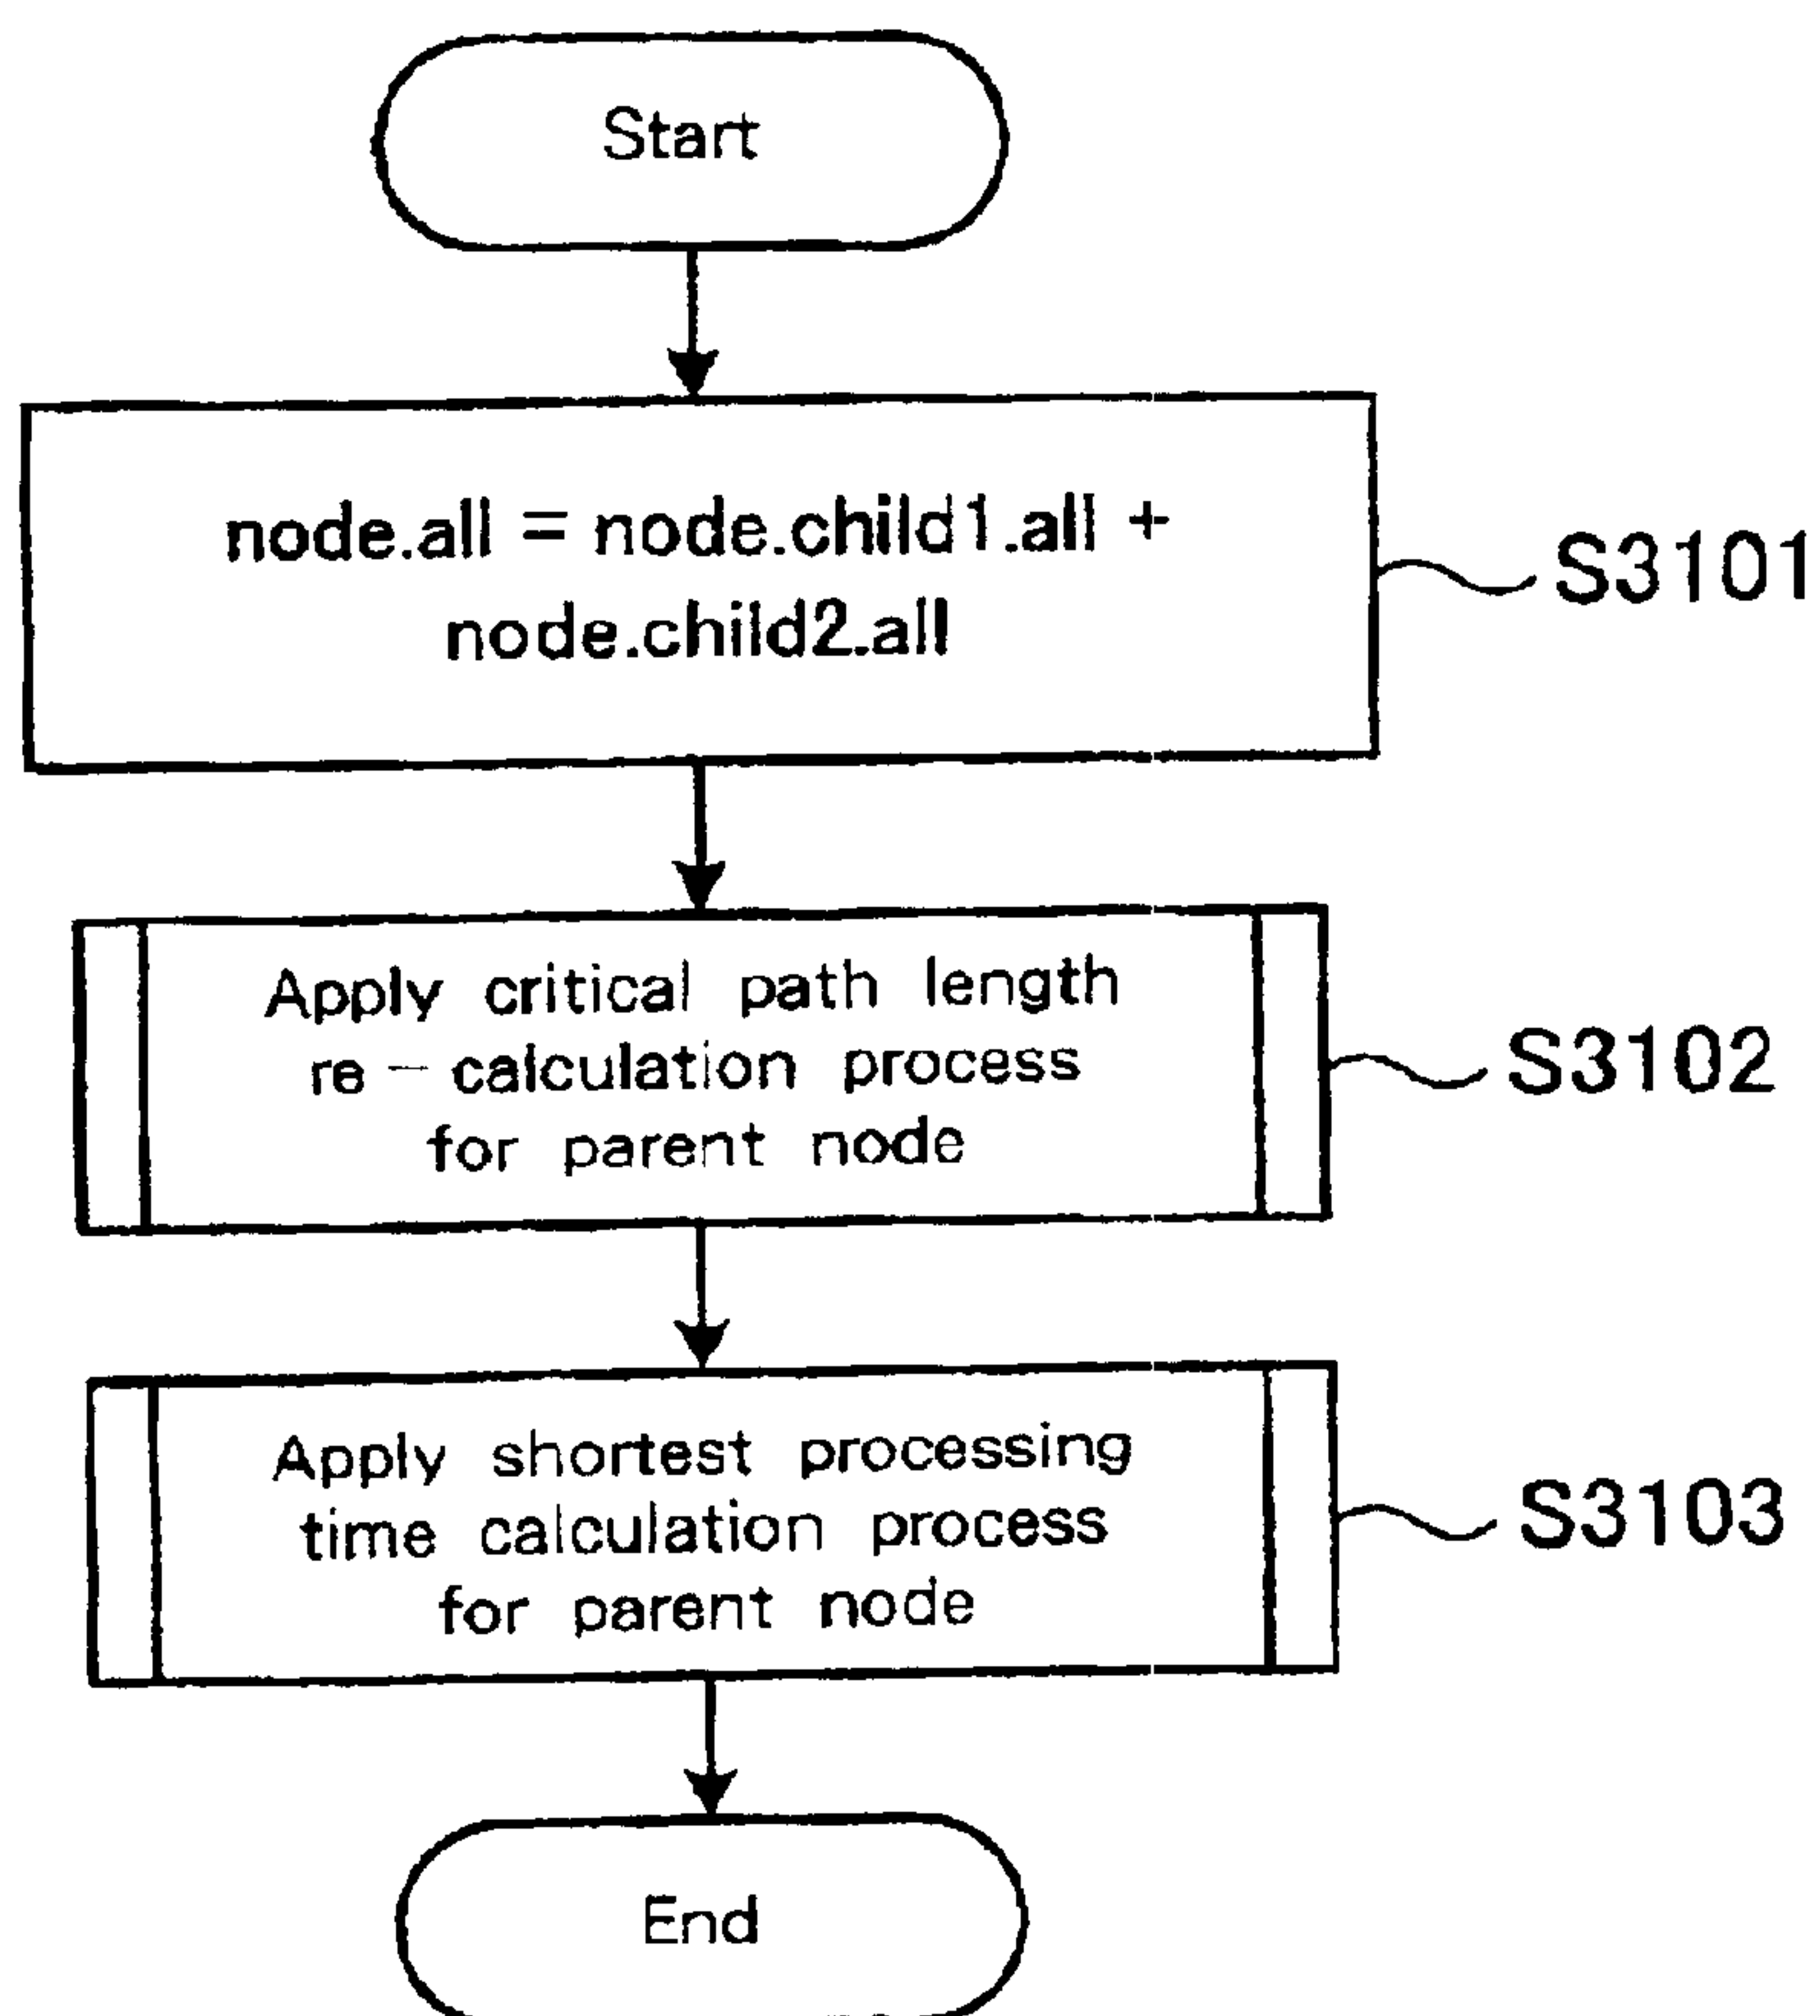 Start
node.all = node.child1.all +
node.child2.all
S3101
Apply critical path length
re - calculation process
for parent node
S3102
Apply shortest processing
time calculation process
for parent node
S3103
End